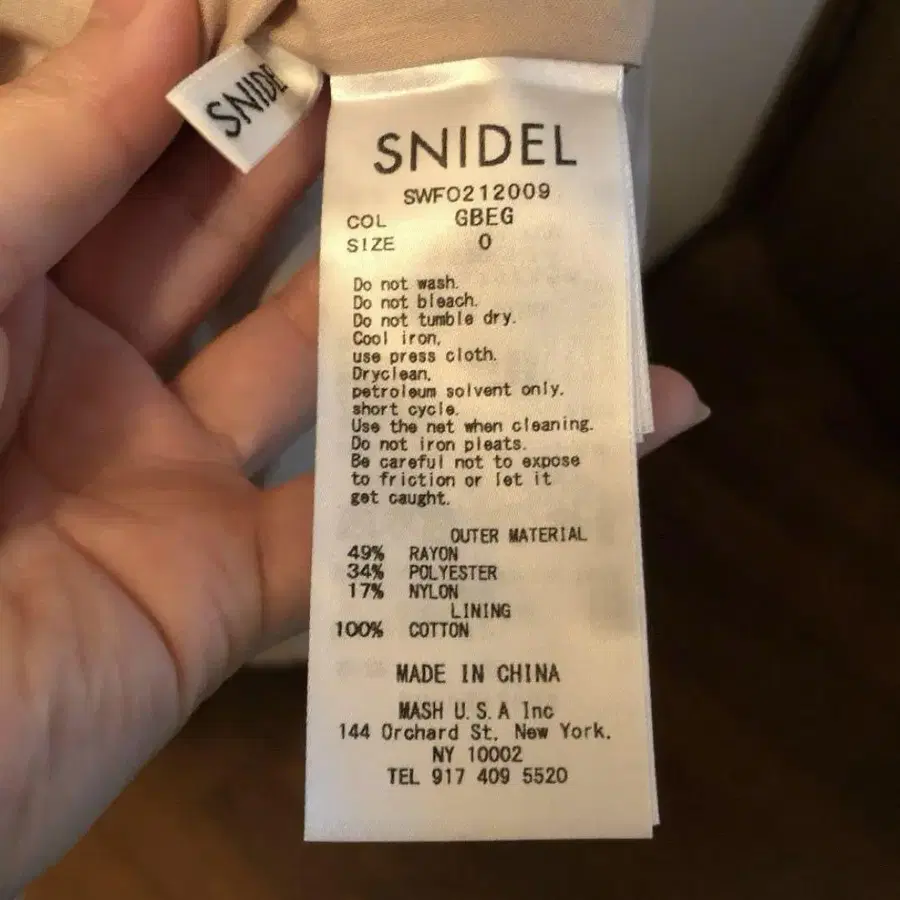 SNIDEL
SNIDEL
SWFO212009
COL GBEG
SIZE 0
Do not wash.
Do not bleach.
Do not tumble dry.
Cool iron,
use press cloth.
Dryclean,
petroleum solvent only.
short cycle.
Use the net when cleaning.
Do not iron pleats.
Be careful not to expose
to friction or let it
get caught.
OUTER MATERIAL
49% RAYON
34% POLYESTER
17% NYLON
LINING
100% COTTON
MADE IN CHINA
MASH U.S.A Inc
144 Orchard St, New York.
NY 10002
TEL 917 409 5520